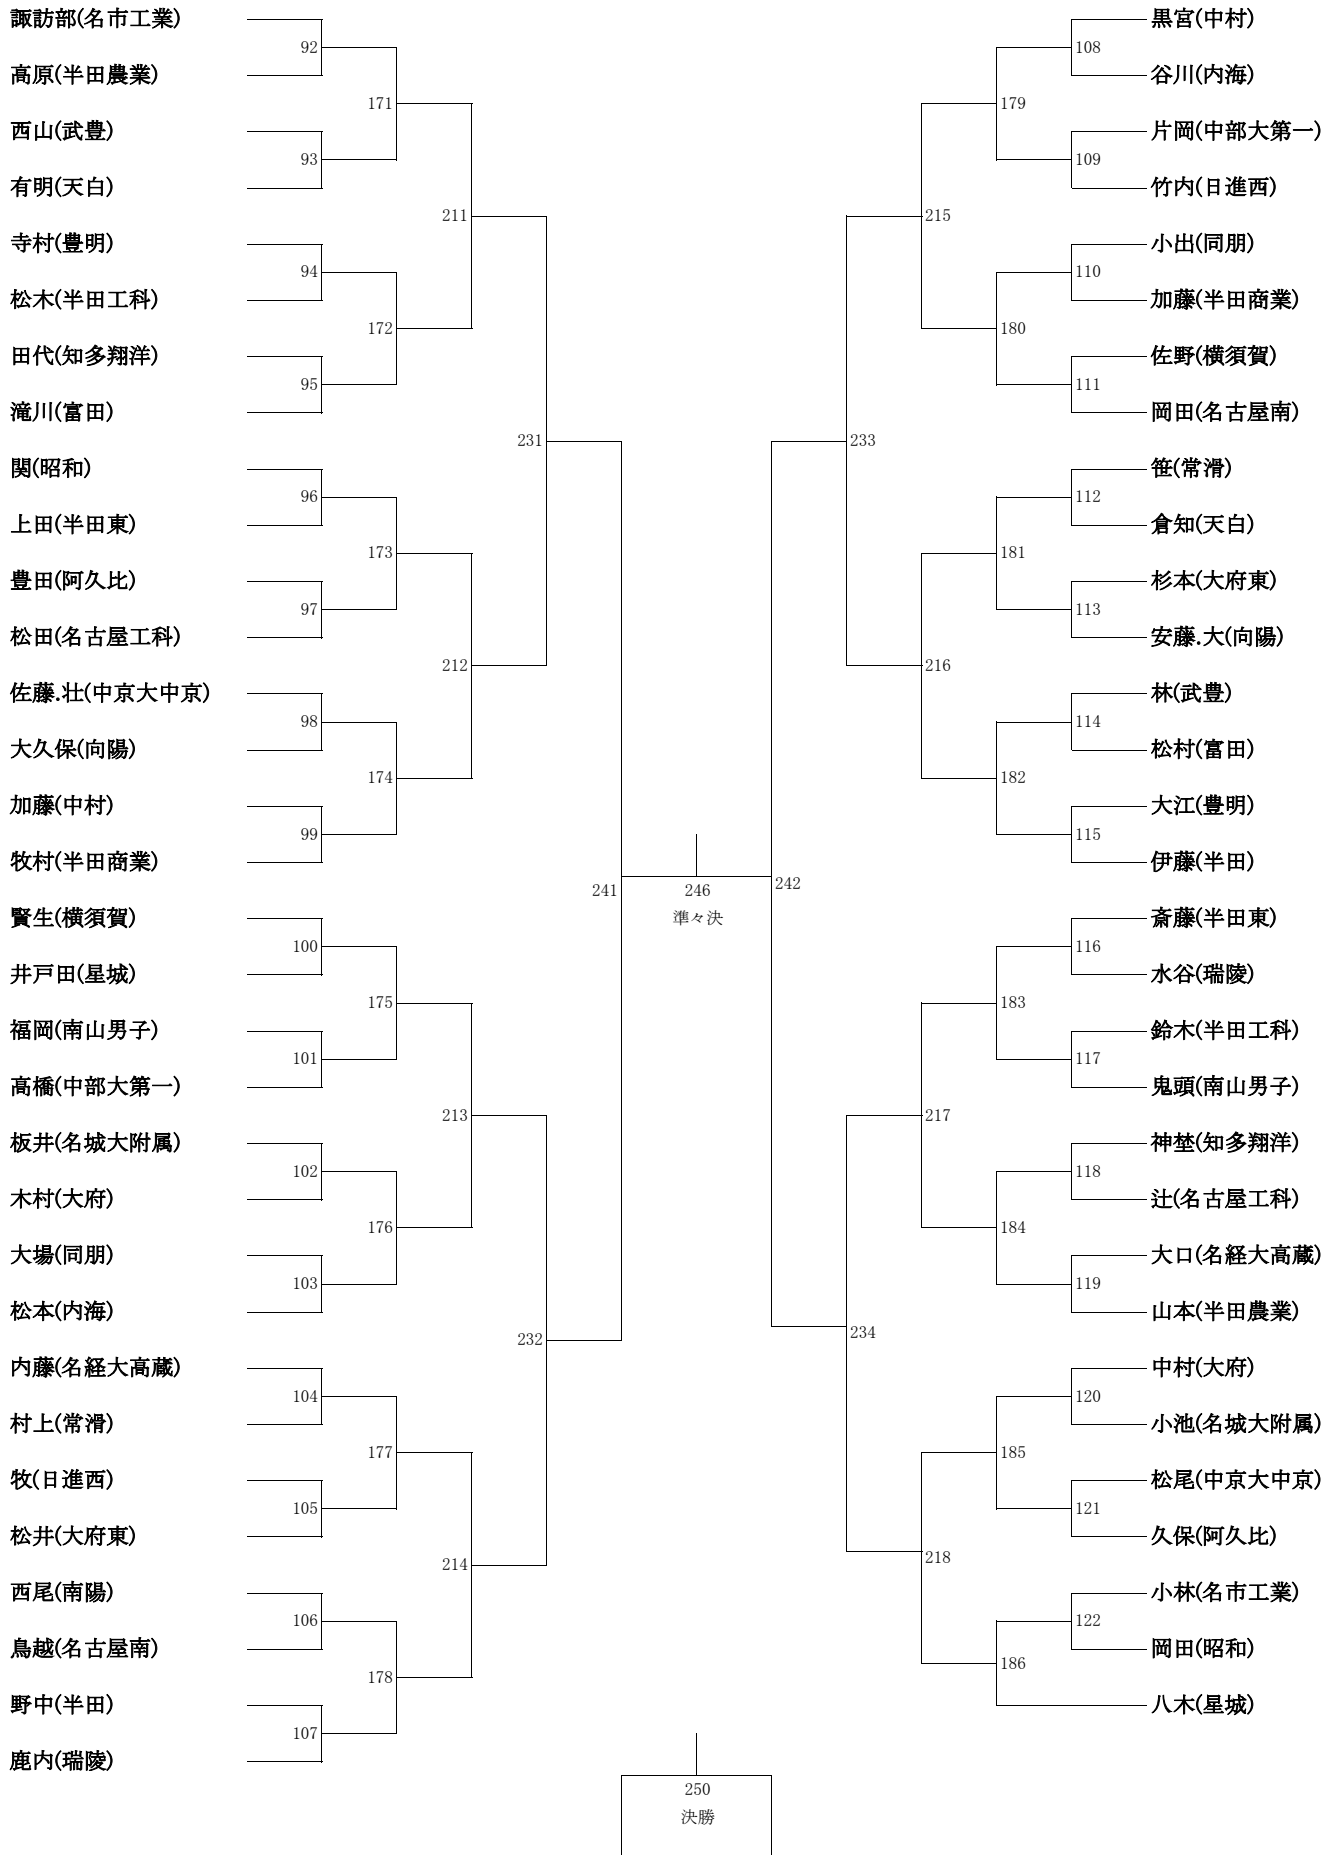 諏訪部(名市工業)
92
高原(半田農業)
171
西山(武豊)
93
有明(天白)
211
寺村(豊明)
94
松木(半田工科)
172
田代(知多翔洋)
95
滝川(富田)
231
関(昭和)
96
上田(半田東)
173
豊田(阿久比)
97
松田(名古屋工科)
212
佐藤.壮(中京大中京)
98
大久保(向陽)
174
加藤(中村)
99
牧村(半田商業)
241
賢生(横須賀)
100
井戸田(星城)
175
福岡(南山男子)
101
高橋(中部大第一)
213
板井(名城大附属)
102
木村(大府)
176
大場(同朋)
103
松本(内海)
232
内藤(名経大高蔵)
104
村上(常滑)
177
牧(日進西)
105
松井(大府東)
214
西尾(南陽)
106
鳥越(名古屋南)
178
野中(半田)
107
鹿内(瑞陵)
246
準々決
250
決勝
黒宮(中村)
108
谷川(内海)
179
片岡(中部大第一)
109
竹内(日進西)
215
小出(同朋)
110
加藤(半田商業)
180
佐野(横須賀)
111
岡田(名古屋南)
233
笹(常滑)
112
倉知(天白)
181
杉本(大府東)
113
安藤.大(向陽)
216
林(武豊)
114
松村(富田)
182
大江(豊明)
115
伊藤(半田)
242
斎藤(半田東)
116
水谷(瑞陵)
183
鈴木(半田工科)
117
鬼頭(南山男子)
217
神埜(知多翔洋)
118
辻(名古屋工科)
184
大口(名経大高蔵)
119
山本(半田農業)
234
中村(大府)
120
小池(名城大附属)
185
松尾(中京大中京)
121
久保(阿久比)
218
小林(名市工業)
122
岡田(昭和)
186
八木(星城)